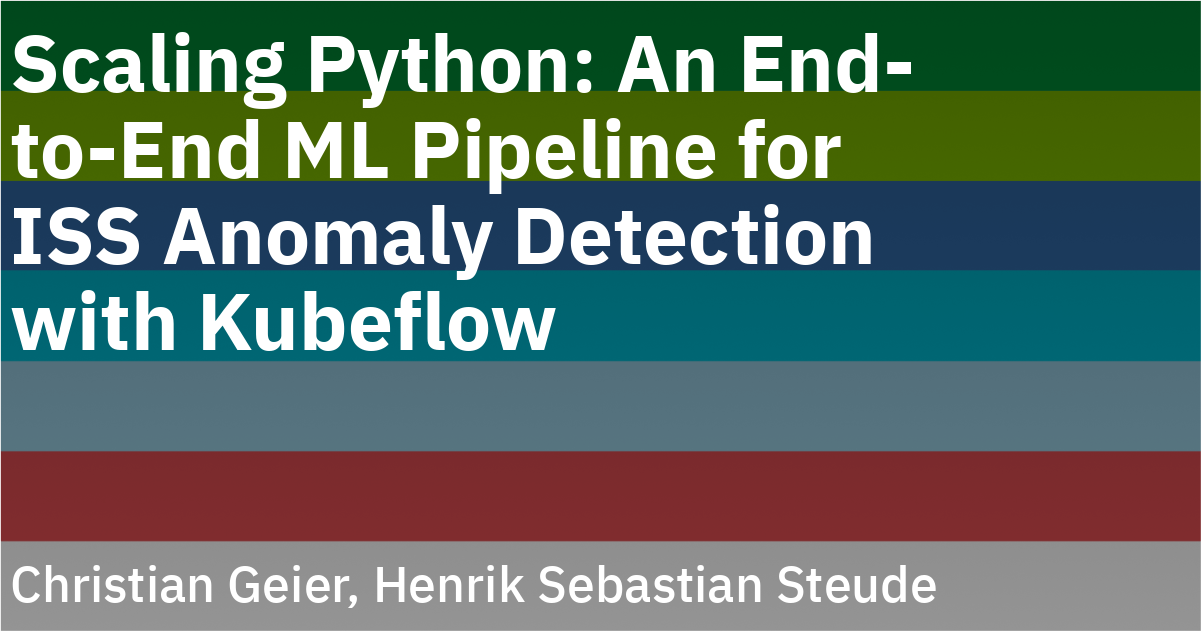 Scaling Python: An End-
to-End ML Pipeline for
ISS Anomaly Detection
with Kubeflow
Christian Geier, Henrik Sebastian Steude